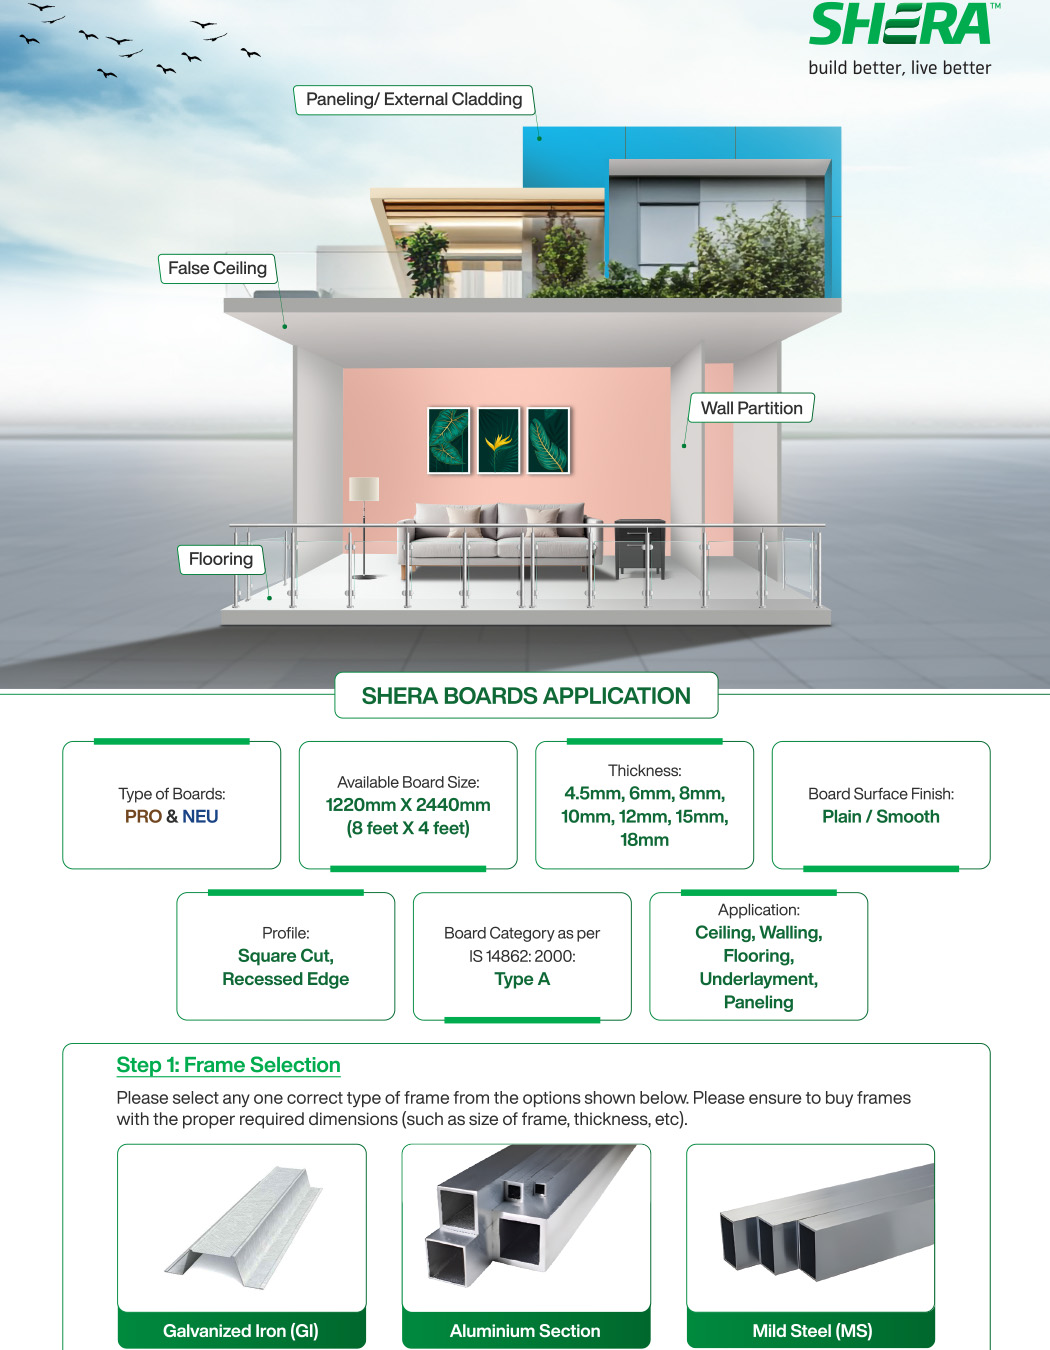 SHERA™
build better, live better
Paneling/ External Cladding
False Ceiling
Wall Partition
Flooring
SHERA BOARDS APPLICATION
Type of Boards:
PRO & NEU
Available Board Size:
1220mm X 2440mm
(8 feet X 4 feet)
Thickness:
4.5mm, 6mm, 8mm,
10mm, 12mm, 15mm,
18mm
Board Surface Finish:
Plain / Smooth
Profile:
Square Cut,
Recessed Edge
Board Category as per
IS 14862: 2000:
Type A
Application:
Ceiling, Walling,
Flooring,
Underlayment,
Paneling
Step 1: Frame Selection
Please select any one correct type of frame from the options shown below. Please ensure to buy frames
with the proper required dimensions (such as size of frame, thickness, etc).
Galvanized Iron (GI)
Aluminium Section
Mild Steel (MS)